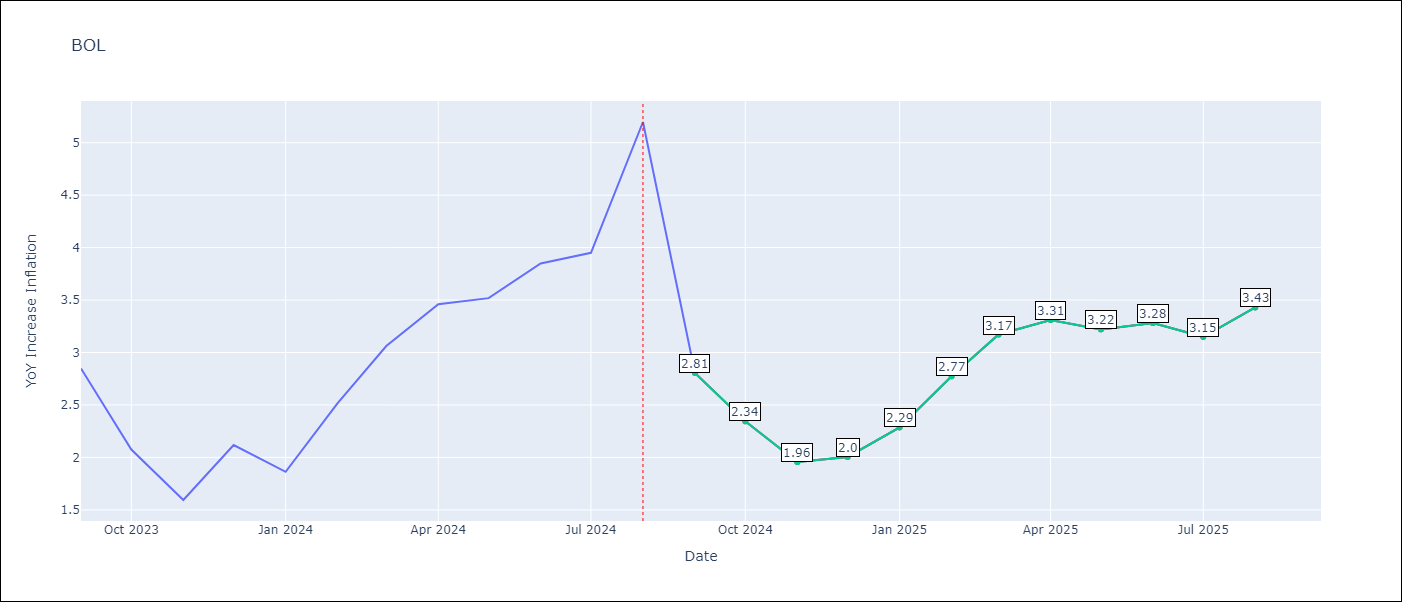 BOL
YoY Increase Inflation
5
4.5
4
3.5
3
2.5
2
1.5
2.81
2.34
1.96
2.0
2.29
2.77
3.17
3.31
3.22
3.28
3.15
3.43
Oct 2023
Jan 2024
Apr 2024
Jul 2024
Oct 2024
Jan 2025
Apr 2025
Jul 2025
Date